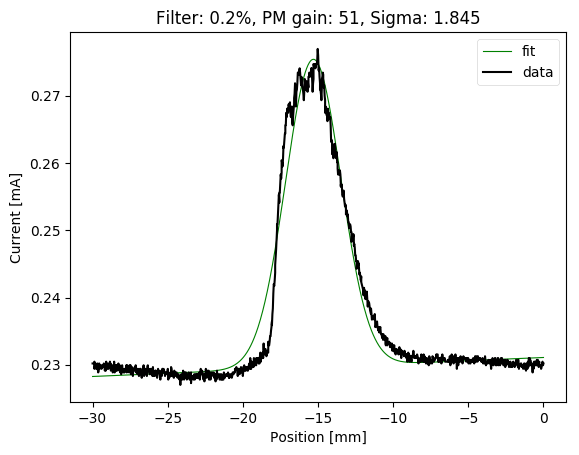 Filter: 0.2%, PM gain: 51, Sigma: 1.845
fit
data
0.27
0.26
0.25
0.24
0.23
Current [mA]
−30
−25
−20
−15
−10
−5
0
Position [mm]